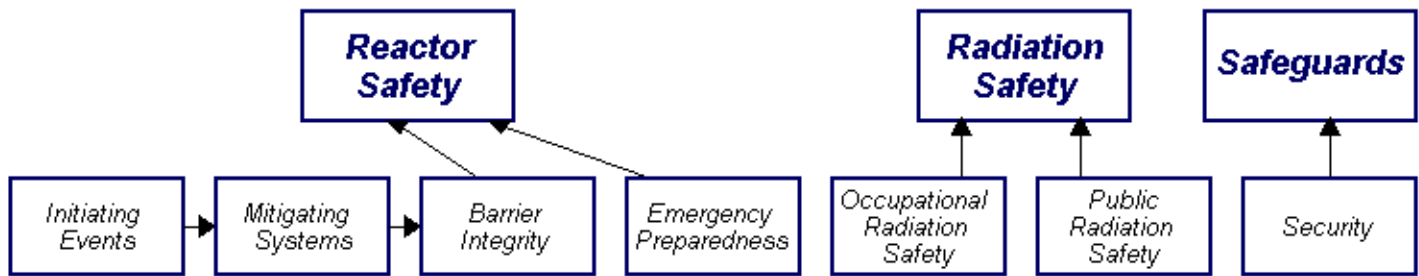 Reactor
Safety
Radiation
Safety
Safeguards
Initiating
Events
Mitigating
Systems
Barrier
Integrity
Emergency
Preparedness
Occupational
Radiation
Safety
Public
Radiation
Safety
Security